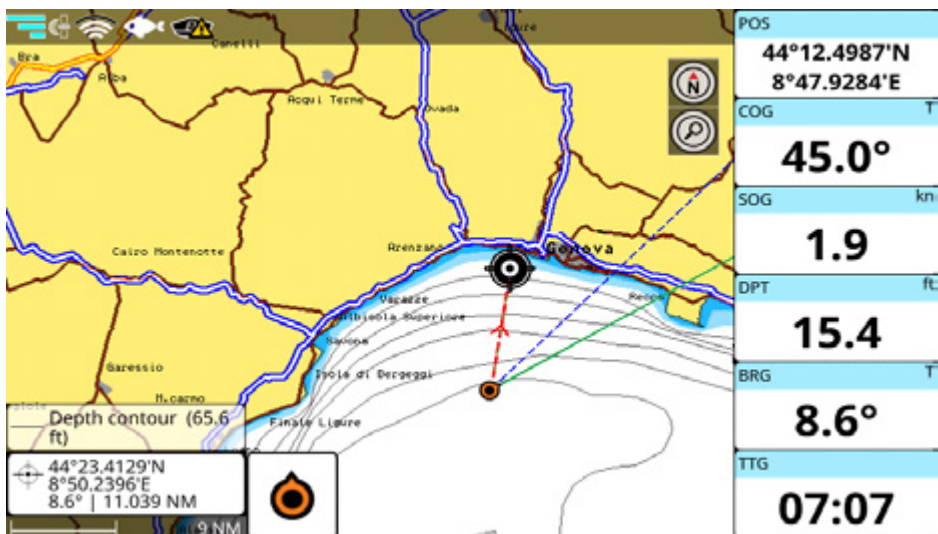 Bra
Alba
Canelli
Acqui Terme
Ovada
N
Cairo Montenotte
Arenzano
Genova
Varazze
Albisola Superiore
Savona
Recco
Garessio
Isola di Bergeggi
M.carmo
Finale Ligure
Depth contour (65.6
ft)
44°23.4129'N
8°50.2396'E
8.6° | 11.039 NM
9 NM
POS
44°12.4987'N
8°47.9284'E
COG T
45.0°
SOG kn
1.9
DPT ft
15.4
BRG T
8.6°
TTG
07:07